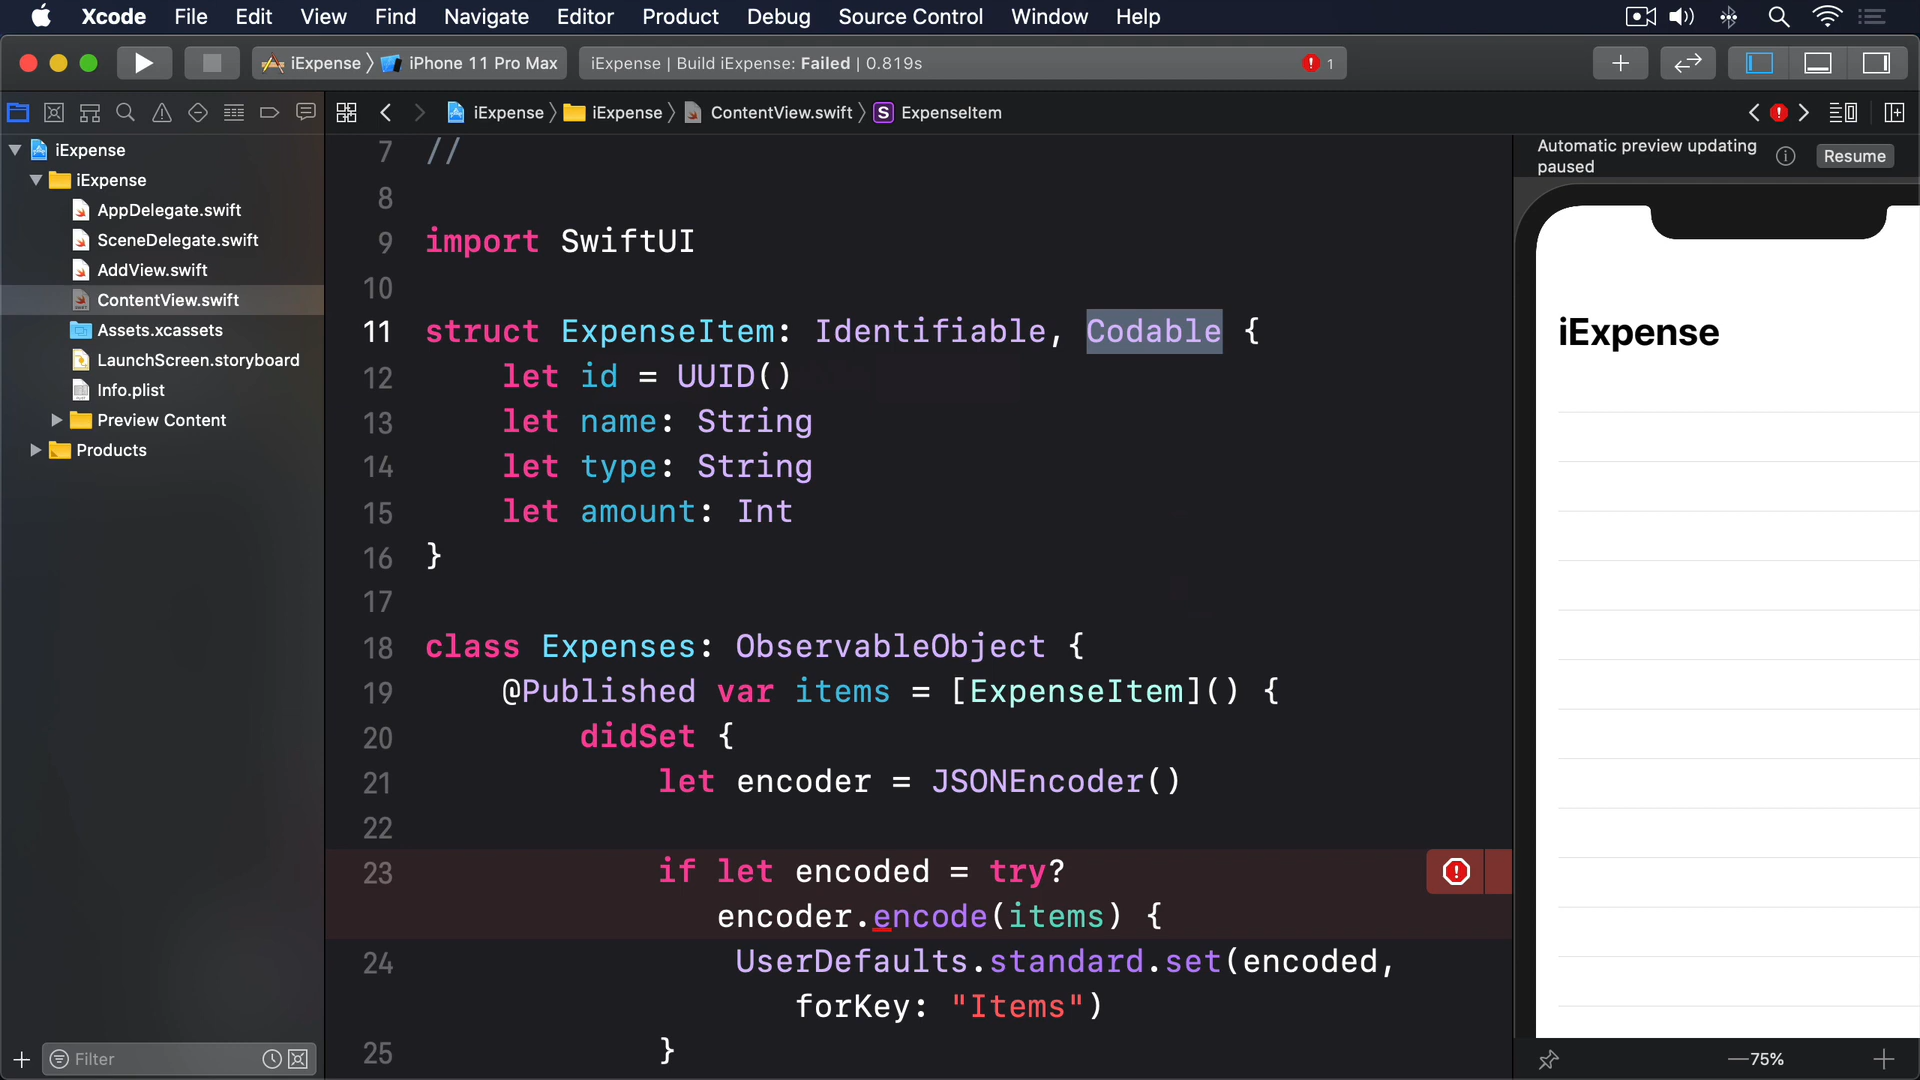 Xcode File Edit View Find Navigate Editor Product Debug Source Control Window Help
iExpense iPhone 11 Pro Max
iExpense | Build iExpense: Failed | 0.819s
1
iExpense
iExpense
AppDelegate.swift
SceneDelegate.swift
AddView.swift
ContentView.swift
Assets.xcassets
LaunchScreen.storyboard
Info.plist
Preview Content
Products
Filter
iExpense iExpense ContentView.swift S ExpenseItem
7 //
8
9 import SwiftUI
10
11 struct ExpenseItem: Identifiable, Codable {
12 let id = UUID()
13 let name: String
14 let type: String
15 let amount: Int
16 }
17
18 class Expenses: ObservableObject {
19 @Published var items = [ExpenseItem]() {
20 didSet {
21 let encoder = JSONEncoder()
22
23 if let encoded = try?
encoder.encode(items) {
24 UserDefaults.standard.set(encoded,
forKey: "Items")
25 }
Automatic preview updating
paused
Resume
iExpense
75%